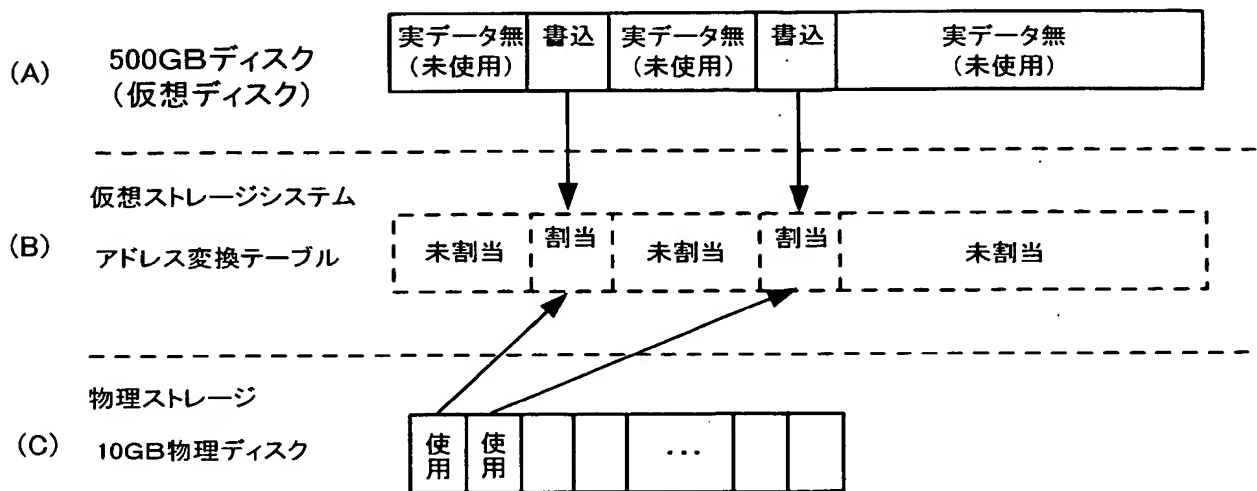 (A)
500GBディスク
(仮想ディスク)
実データ無
(未使用)
書込
実データ無
(未使用)
書込
実データ無
(未使用)
仮想ストレージシステム
(B)
アドレス変換テーブル
未割当
割当
未割当
割当
未割当
物理ストレージ
(C)
10GB物理ディスク
使用
使用
...